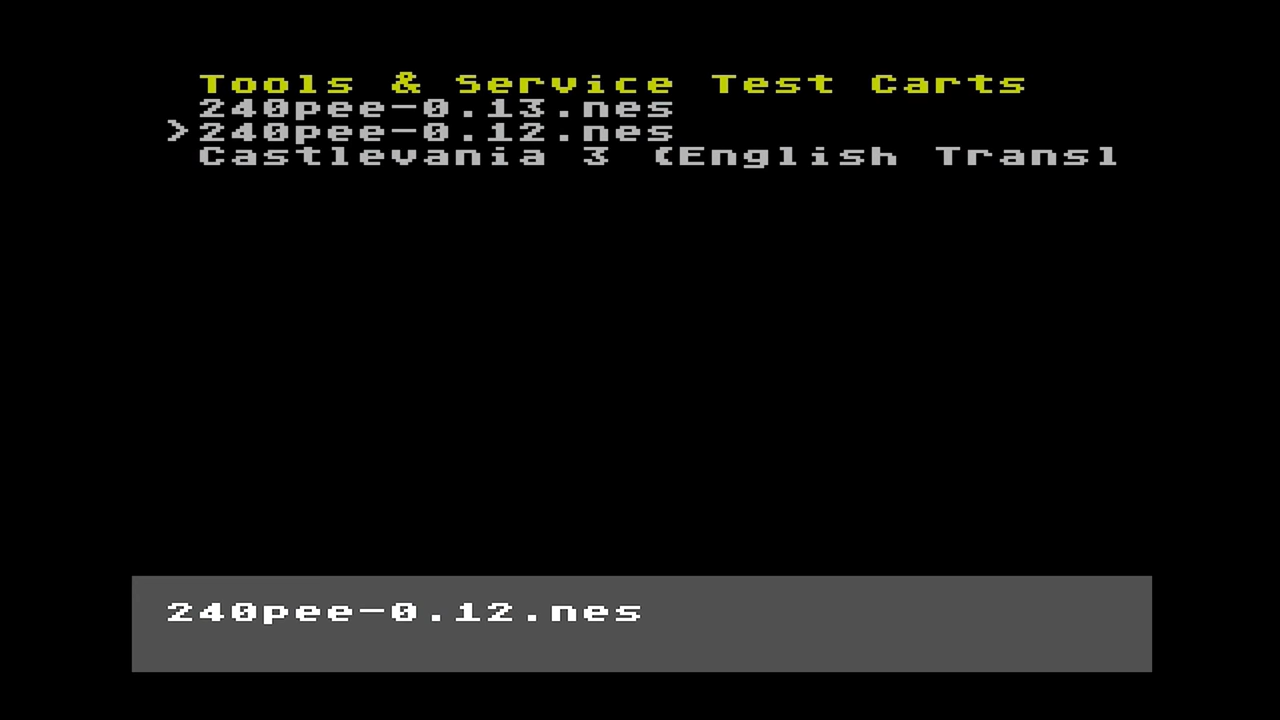 Tools & Service Test Carts
240pee-0.13.nes
>240pee-0.12.nes
Castlevania 3 (English Transl
240pee-0.12.nes